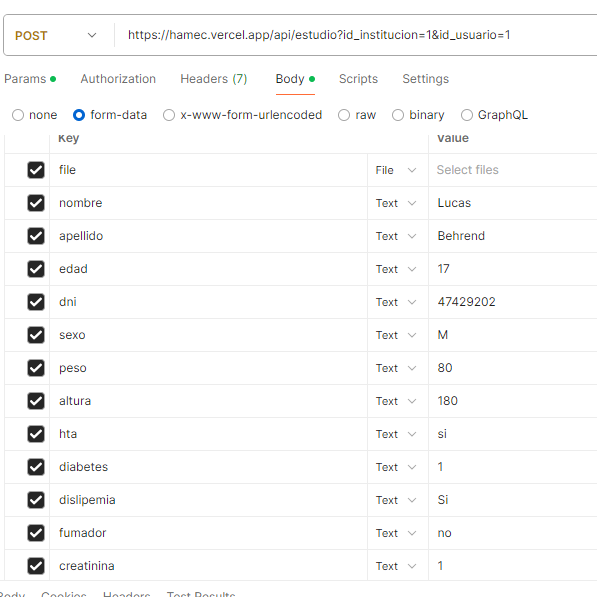 POST https://hamec.vercel.app/api/estudio?id_institucion=1&id_usuario=1
Params Authorization Headers (7) Body Scripts Settings
none form-data x-www-form-urlencoded raw binary GraphQL
Key Value
file File Select files
nombre Text Lucas
apellido Text Behrend
edad Text 17
dni Text 47429202
sexo Text M
peso Text 80
altura Text 180
hta Text si
diabetes Text 1
dislipemia Text Si
fumador Text no
creatinina Text 1
Body Cookies Headers Test Results